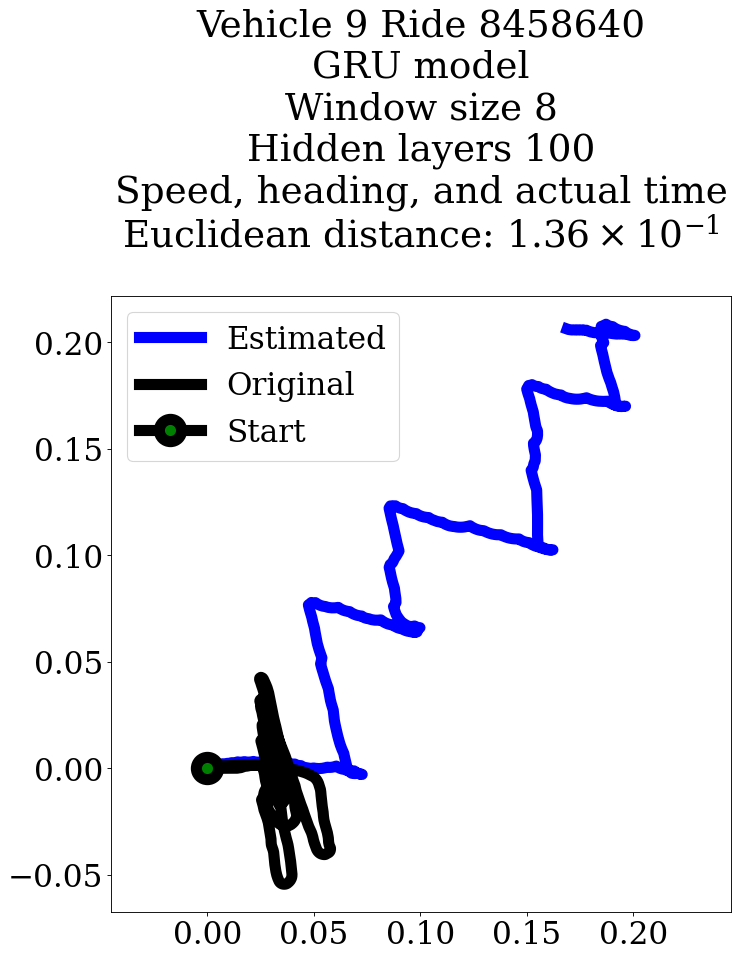 Vehicle 9 Ride 8458640
GRU model
Window size 8
Hidden layers 100
Speed, heading, and actual time
Euclidean distance: 1.36 × 10⁻¹
Estimated
Original
Start
0.20
0.15
0.10
0.05
0.00
−0.05
0.00 0.05 0.10 0.15 0.20